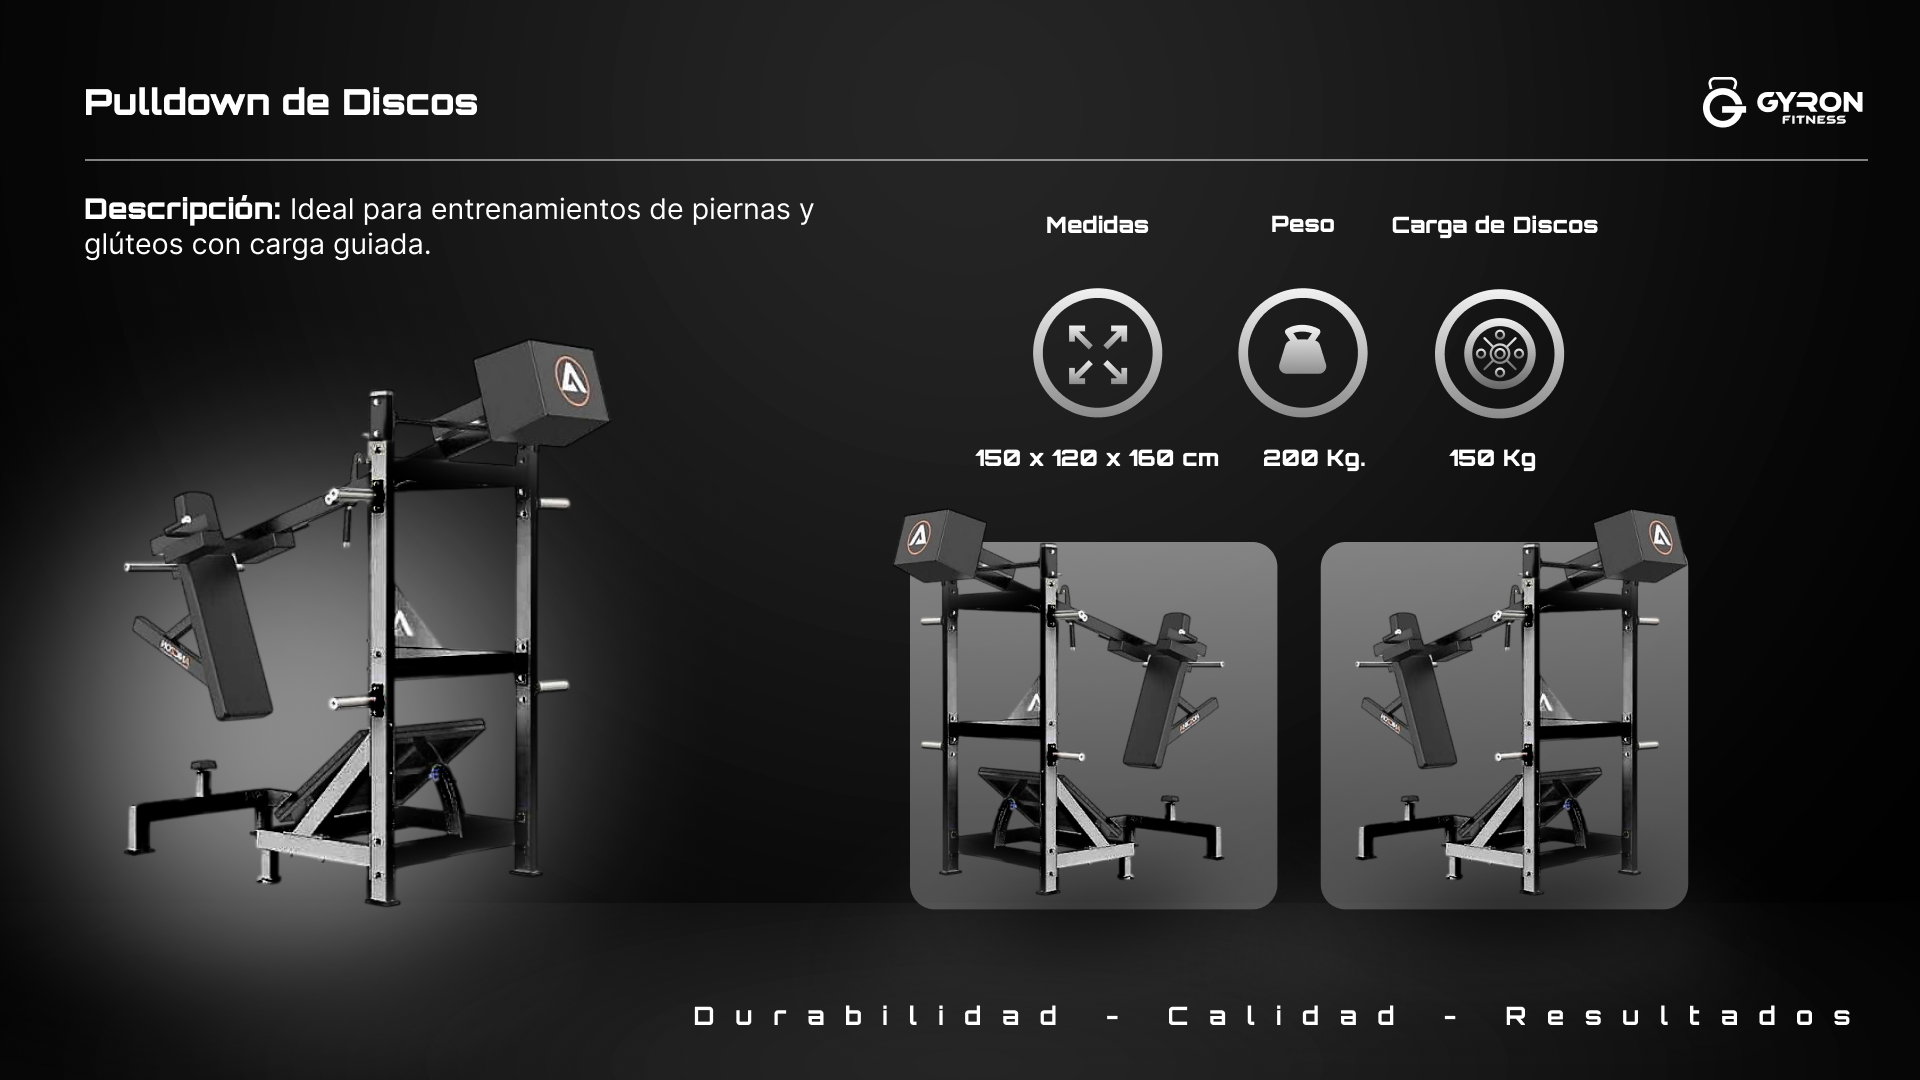 Pulldown de Discos
GYRON
FITNESS
Descripción: Ideal para entrenamientos de piernas y
glúteos con carga guiada.
Medidas
Peso
Carga de Discos
150 x 120 x 160 cm
200 Kg.
150 Kg
Durabilidad - Calidad - Resultados